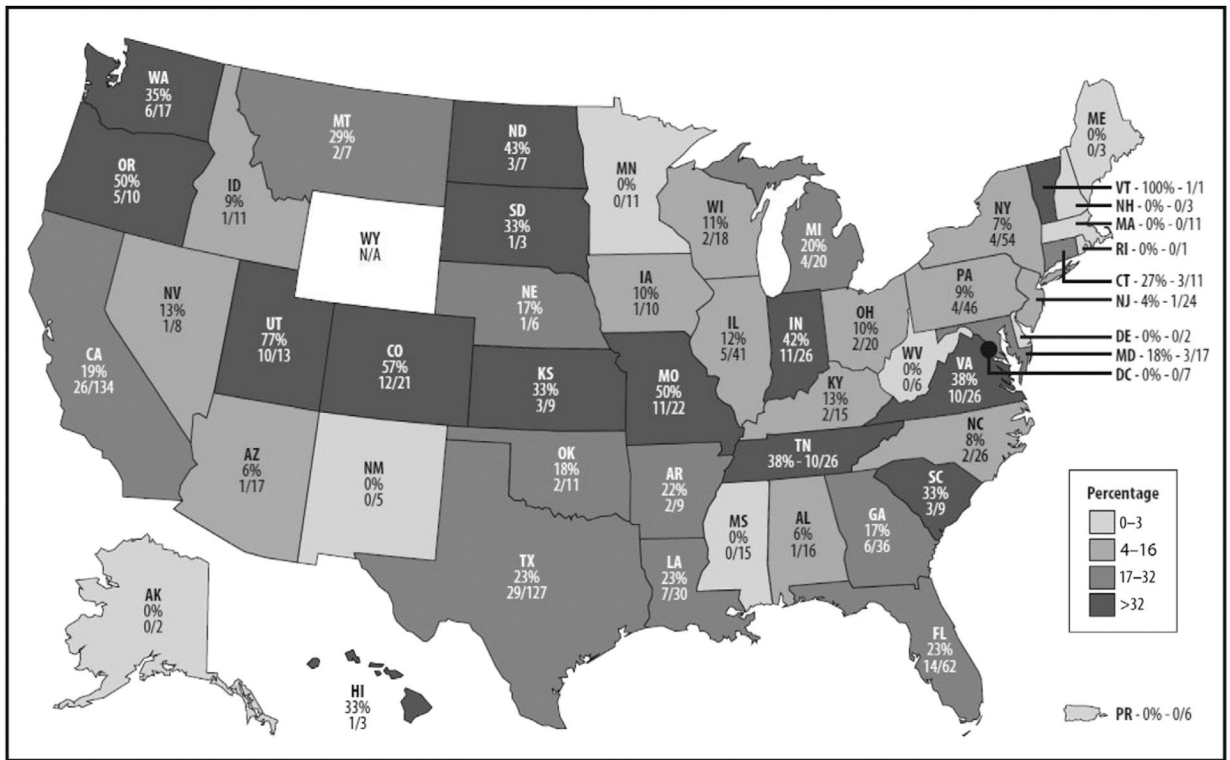 WA
35%
6/17
OR
50%
5/10
CA
19%
26/134
NV
13%
1/8
ID
9%
1/11
MT
29%
2/7
WY
N/A
UT
77%
10/13
CO
57%
12/21
AZ
6%
1/17
NM
0%
0/5
ND
43%
3/7
SD
33%
1/3
NE
17%
1/6
KS
33%
3/9
OK
18%
2/11
TX
23%
29/127
MN
0%
0/11
IA
10%
1/10
MO
50%
11/22
AR
22%
2/9
LA
23%
7/30
WI
11%
2/18
IL
12%
5/41
MI
20%
4/20
IN
42%
11/26
OH
10%
2/20
KY
13%
2/15
TN
38% - 10/26
MS
0%
0/15
AL
6%
1/16
GA
17%
6/36
FL
23%
14/62
SC
33%
3/9
NC
8%
2/26
VA
38%
10/26
WV
0%
0/6
PA
9%
4/46
NY
7%
4/54
ME
0%
0/3
VT - 100% - 1/1
NH - 0% - 0/3
MA - 0% - 0/11
RI - 0% - 0/1
CT - 27% - 3/11
NJ - 4% - 1/24
DE - 0% - 0/2
MD - 18% - 3/17
DC - 0% - 0/7
AK
0%
0/2
HI
33%
1/3
Percentage
0–3
4–16
17–32
>32
PR - 0% - 0/6